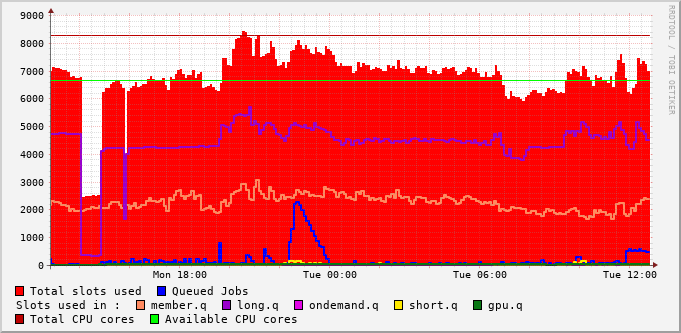 9000
8000
7000
6000
5000
4000
3000
2000
1000
0
Mon 18:00 Tue 00:00 Tue 06:00 Tue 12:00
Total slots used Queued Jobs
Slots used in : member.q long.q ondemand.q short.q gpu.q
Total CPU cores Available CPU cores
RRDTOOL / TOBI OETIKER